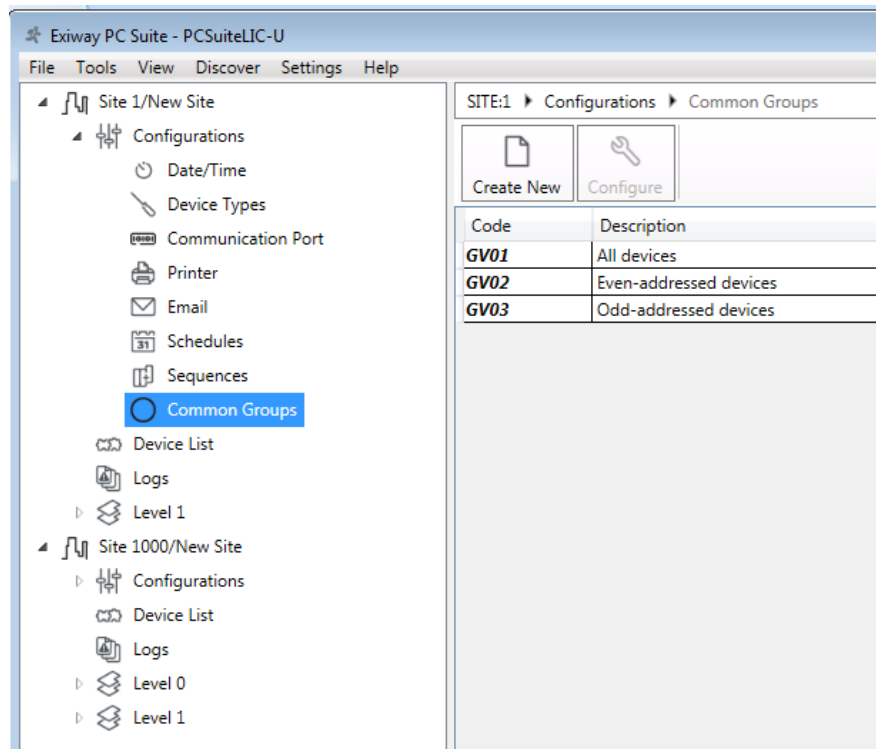 Exiway PC Suite - PCSuiteLIC-U
File Tools View Discover Settings Help
Site 1/New Site
Configurations
Date/Time
Device Types
Communication Port
Printer
Email
31
Schedules
Sequences
Common Groups
Device List
Logs
Level 1
Site 1000/New Site
Configurations
Device List
Logs
Level 0
Level 1
SITE:1 Configurations Common Groups
Create New Configure
Code Description
GV01 All devices
GV02 Even-addressed devices
GV03 Odd-addressed devices